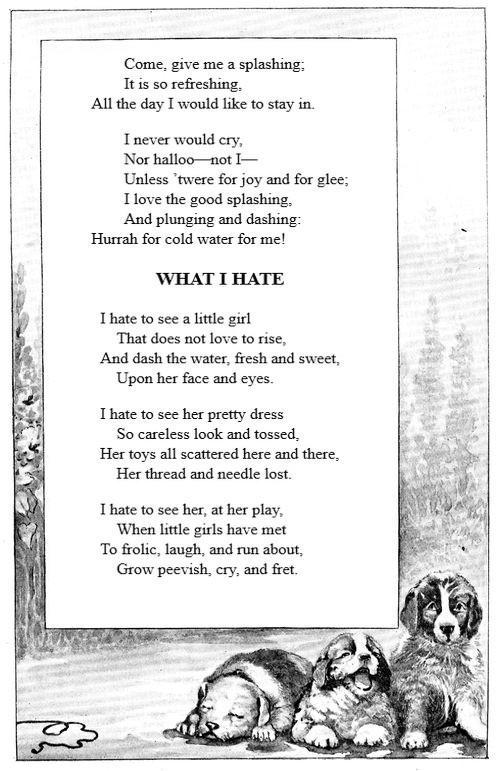 Come, give me a splashing;
It is so refreshing,
All the day I would like to stay in.
I never would cry,
Nor halloo—not I—
Unless ’twere for joy and for glee;
I love the good splashing,
And plunging and dashing:
Hurrah for cold water for me!
WHAT I HATE
I hate to see a little girl
That does not love to rise,
And dash the water, fresh and sweet,
Upon her face and eyes.
I hate to see her pretty dress
So careless look and tossed,
Her toys all scattered here and there,
Her thread and needle lost.
I hate to see her, at her play,
When little girls have met
To frolic, laugh, and run about,
Grow peevish, cry, and fret.